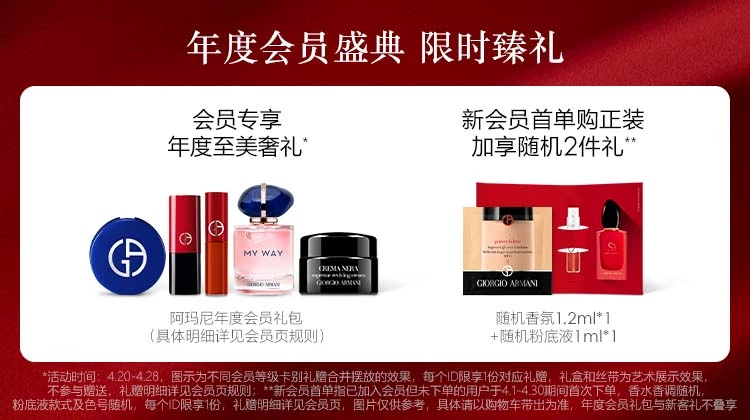 年度会员盛典 限时臻礼
会员专享
年度至美奢礼*
新会员首单购正装
加享随机2件礼**
MY WAY
GIORGIO ARMANI
CREMA NERA
supreme reviving cream
GIORGIO ARMANI
power fabric
GIORGIO ARMANI
Sì
阿玛尼年度会员礼包
(具体明细详见会员页规则)
随机香氛1.2ml*1
+随机粉底液1ml*1
*活动时间：4.20-4.28，图示为不同会员等级卡别礼赠合并摆放的效果，每个ID限享1份对应礼赠，礼盒和丝带为艺术展示效果，
不参与赠送，礼赠明细详见会员页规则；**新会员首单指已加入会员但未下单的用户于4.1-4.30期间首次下单，香水香调随机，
粉底液款式及色号随机，每个ID限享1份，礼赠明细详见会员页，图片仅供参考，具体请以购物车带出为准，年度会员礼包与新客礼不叠享